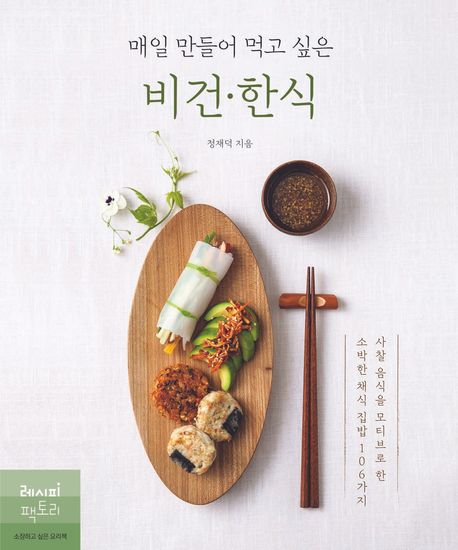 매일 만들어 먹고 싶은
비건·한식
정재덕 지음
사찰 음식을 모티브로 한
소박한 채식 집밥 106가지
레시피
팩토리
소장하고 싶은 요리책